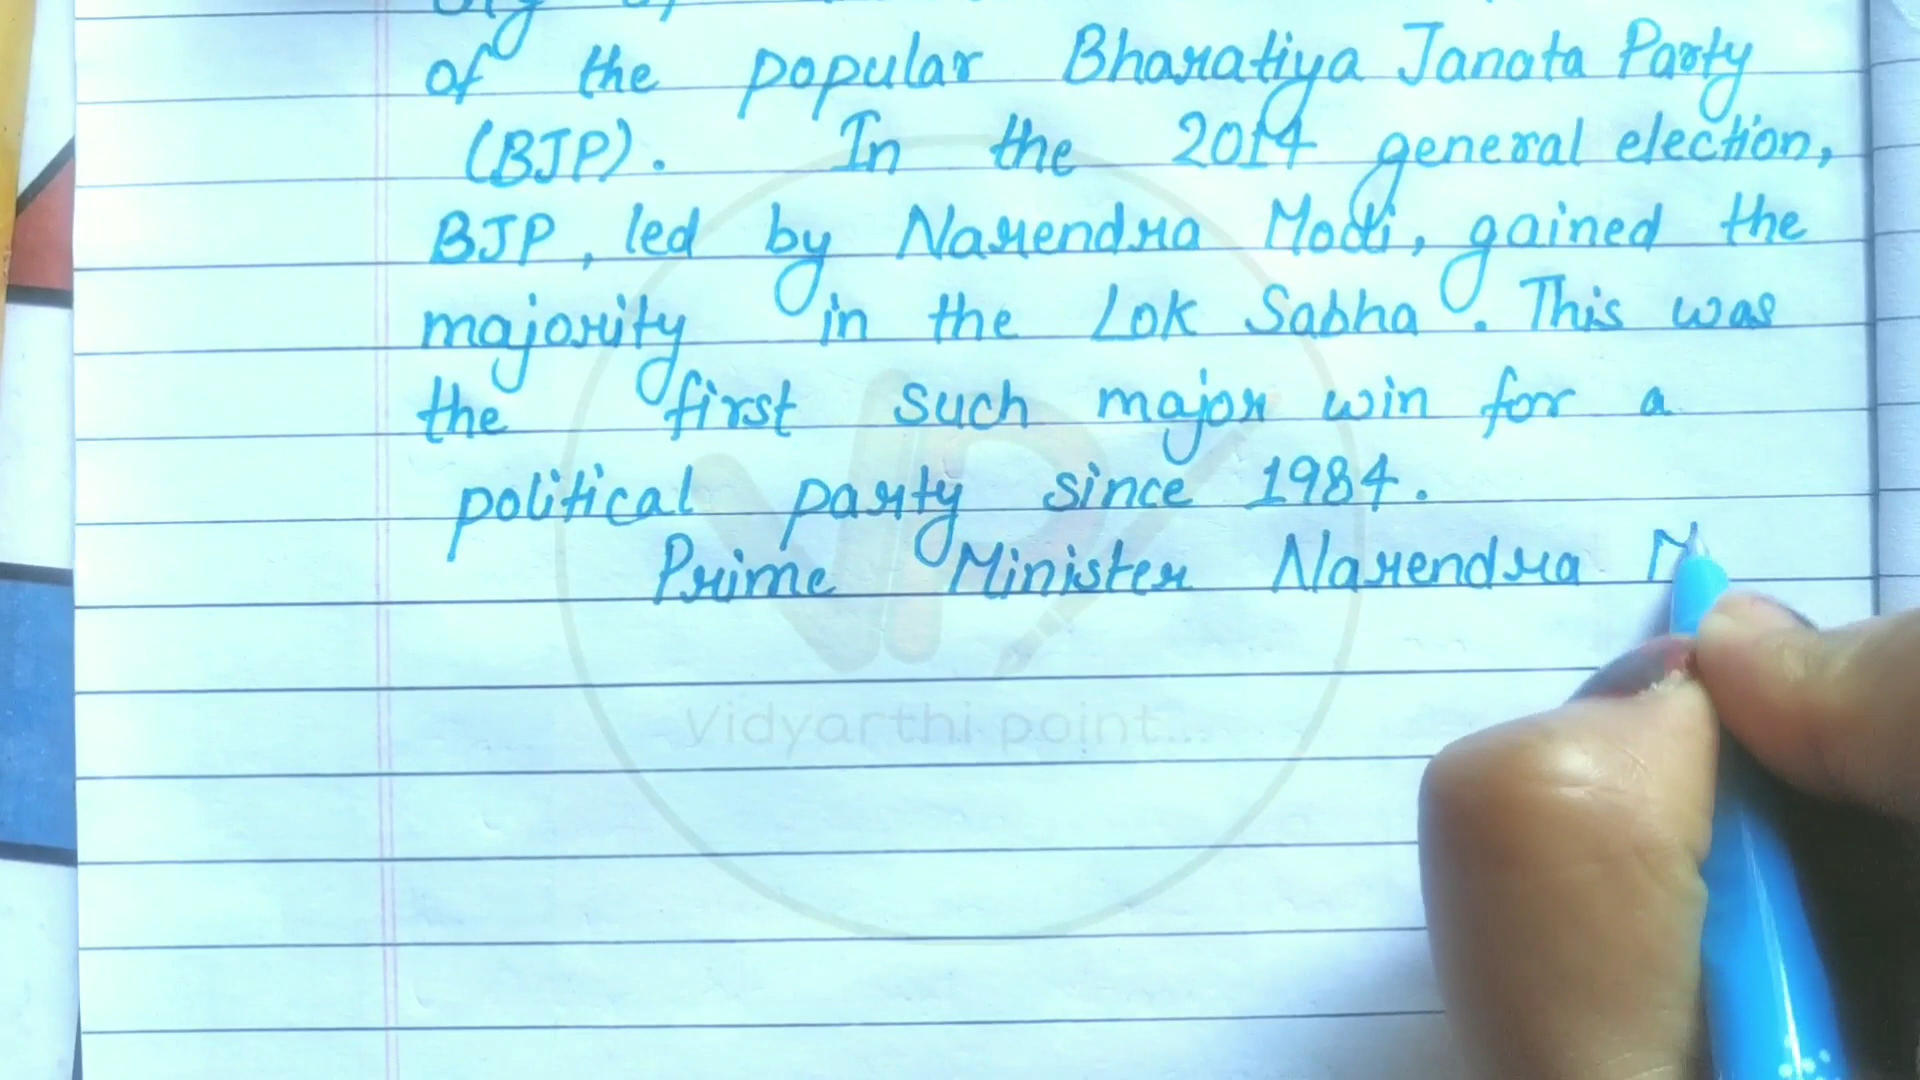 of the popular Bharatiya Janata Party
(BJP). In the 2014 general election,
BJP, led by Narendra Modi, gained the
majority in the Lok Sabha. This was
the first such major win for a
political party since 1984.
Prime Minister Narendra M
Vidyarthi point...